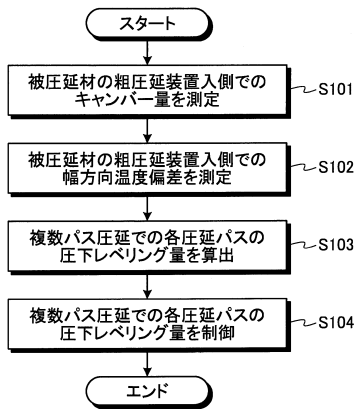 スタート
被圧延材の粗圧延装置入側での
キャンバー量を測定
S101
被圧延材の粗圧延装置入側での
幅方向温度偏差を測定
S102
複数パス圧延での各圧延パスの
圧下レベリング量を算出
S103
複数パス圧延での各圧延パスの
圧下レベリング量を制御
S104
エンド